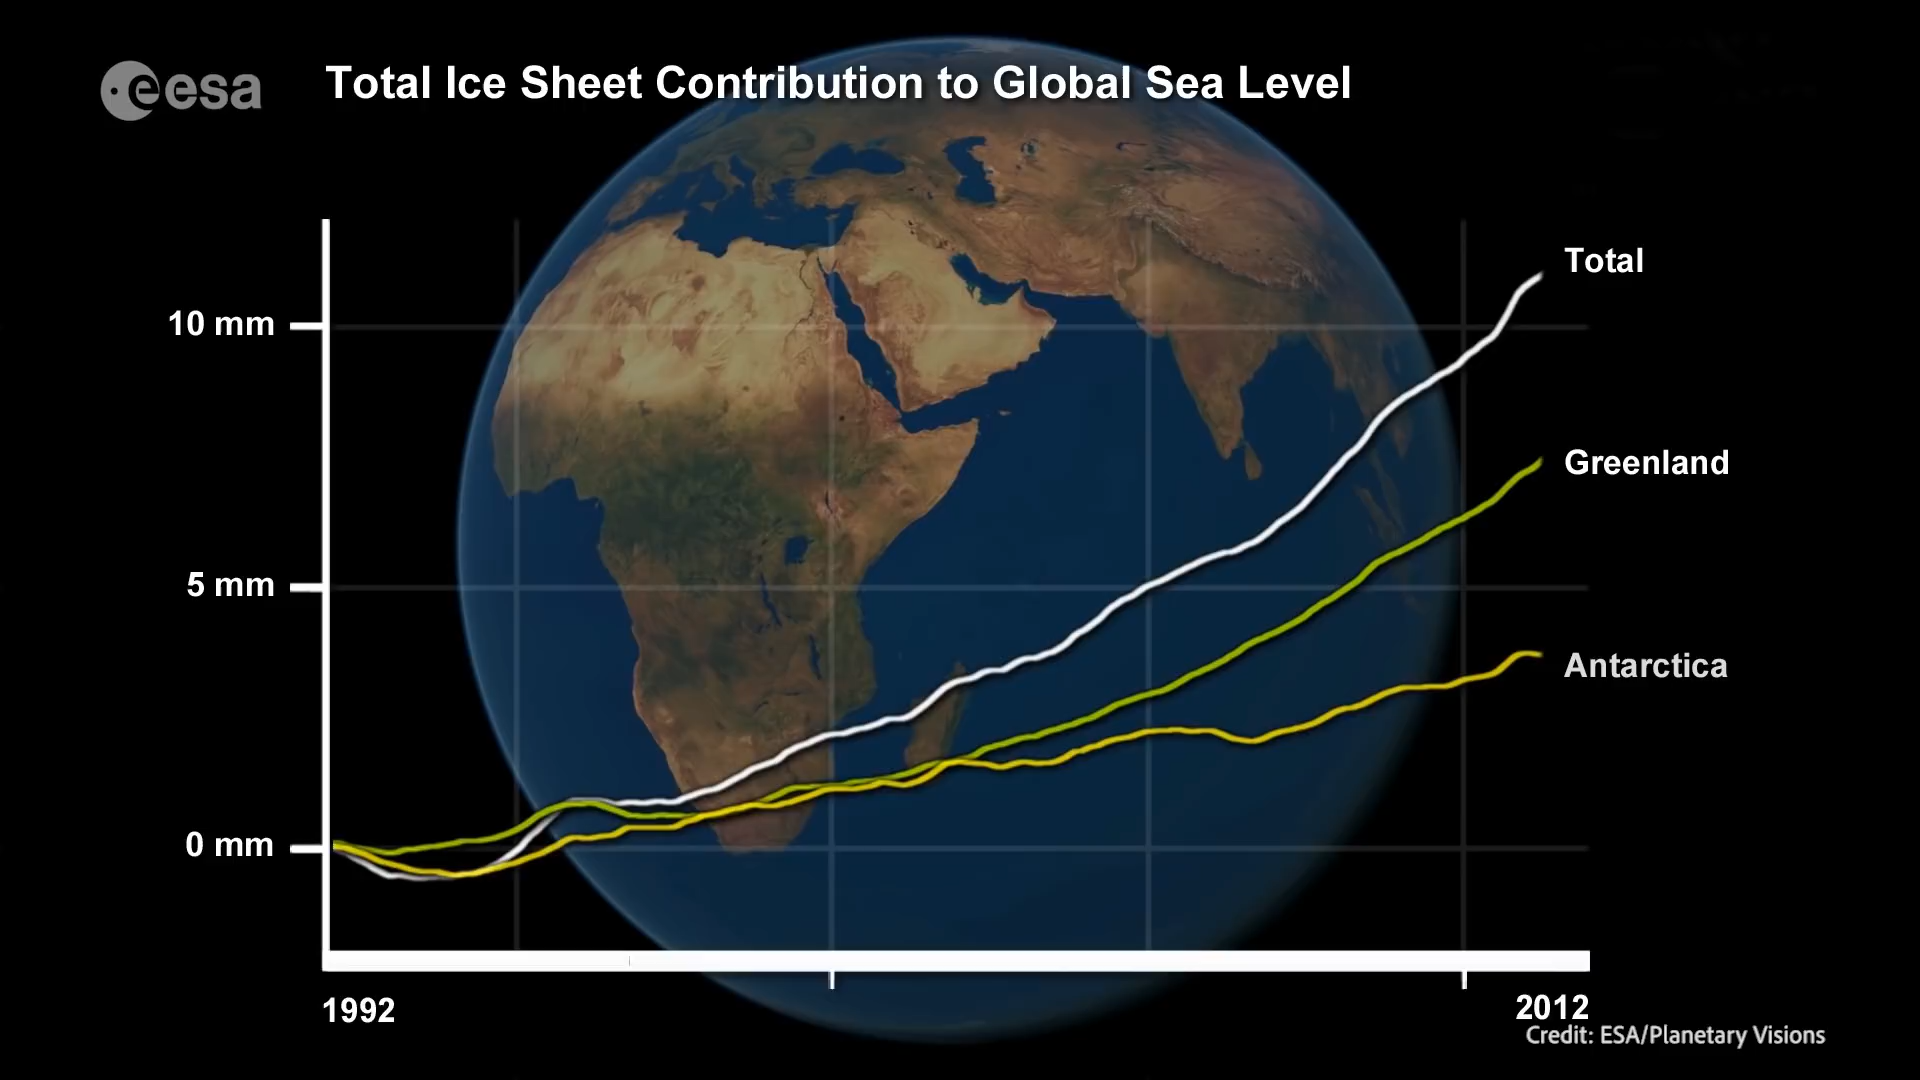 esa
Total Ice Sheet Contribution to Global Sea Level
Total
10 mm
Greenland
5 mm
Antarctica
0 mm
1992
2012
Credit: ESA/Planetary Visions